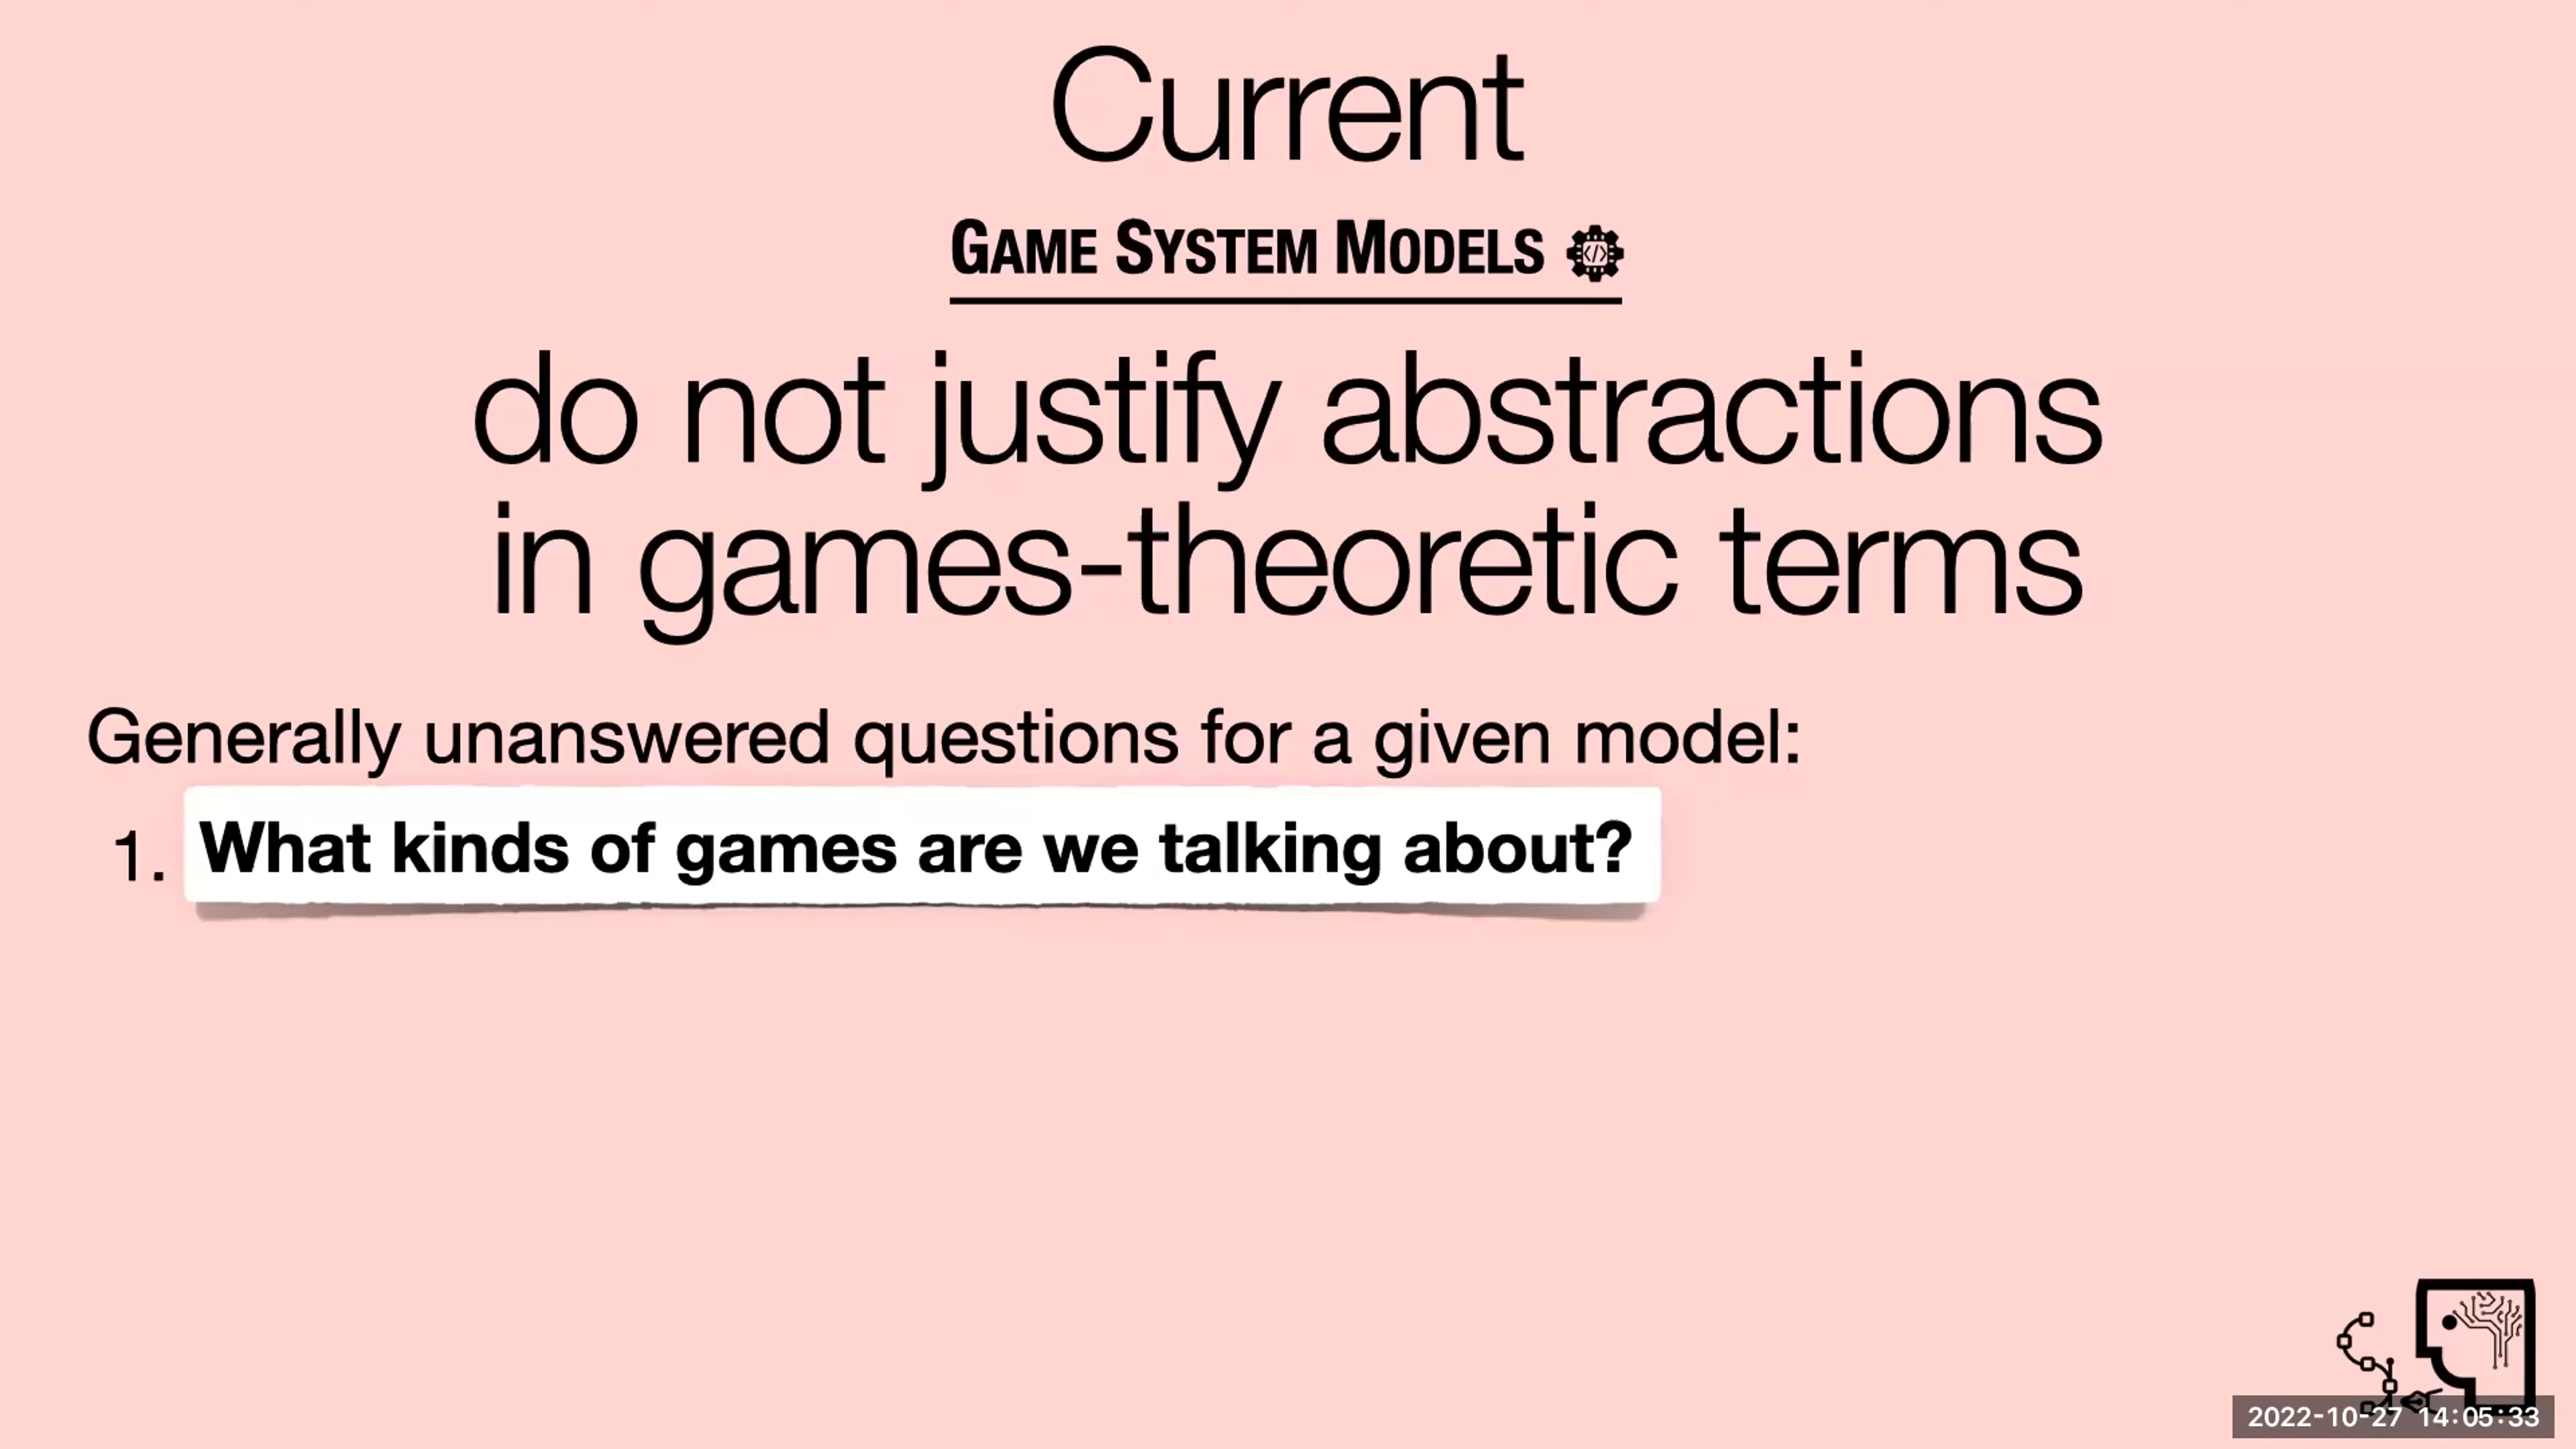 Current
GAME SYSTEM MODELS </>
do not justify abstractions
in games-theoretic terms
Generally unanswered questions for a given model:
1. What kinds of games are we talking about?
2022-10-27 14:05:33